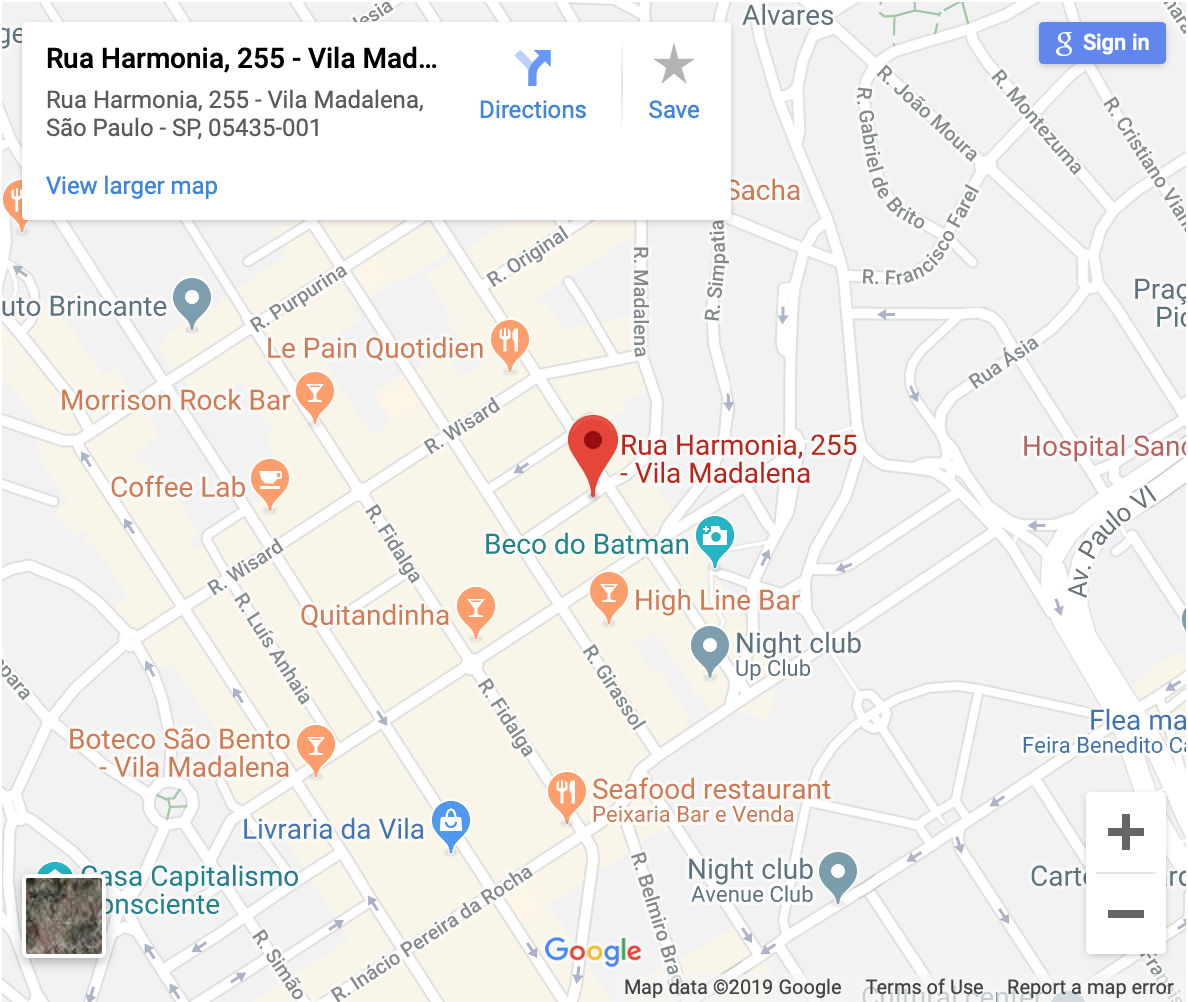 Rua Harmonia, 255 - Vila Mad...
Rua Harmonia, 255 - Vila Madalena,
São Paulo - SP, 05435-001
View larger map
Directions
Save
Sign in
Alvares
R. João Moura
R. Montezuma
R. Cristiano Vian
R. Gabriel de Brito
R. Francisco Farel
Sacha
R. Simpatia
R. Original
R. Madalena
R. Purpurina
uto Brincante
Praç
Pio
Rua Ásia
Le Pain Quotidien
Morrison Rock Bar
R. Wisard
Rua Harmonia, 255
- Vila Madalena
Hospital Sanc
Av. Paulo VI
Coffee Lab
R. Fidalga
Beco do Batman
R. Wisard
High Line Bar
Quitandinha
R. Luís Anhaia
Night club
Up Club
R. Girassol
R. Fidalga
Flea ma
Feira Benedito Ca
Boteco São Bento
- Vila Madalena
Seafood restaurant
Peixaria Bar e Venda
Livraria da Vila
Night club
Avenue Club
Casa Capitalismo
onsciente
R. Belmiro Brag
R. Inácio Pereira da Rocha
R. Simão
Google
Map data ©2019 Google
Terms of Use
Report a map error
Cultural center